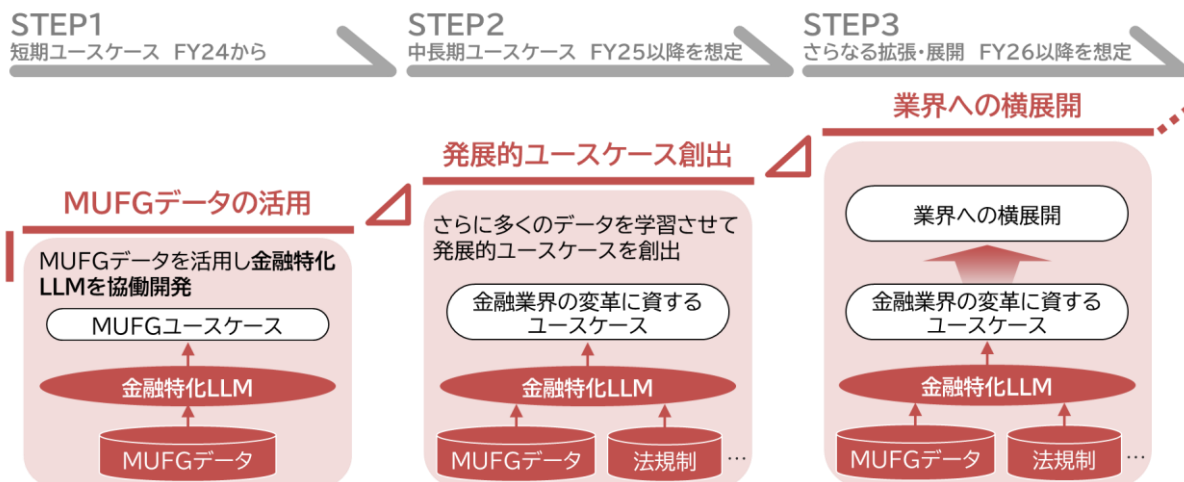 STEP1
短期ユースケース FY24から
STEP2
中長期ユースケース FY25以降を想定
STEP3
さらなる拡張・展開 FY26以降を想定
MUFGデータの活用
MUFGデータを活用し金融特化
LLMを協働開発
MUFGユースケース
金融特化LLM
MUFGデータ
発展的ユースケース創出
さらに多くのデータを学習させて
発展的ユースケースを創出
金融業界の変革に資する
ユースケース
金融特化LLM
MUFGデータ
法規制
…
業界への横展開
業界への横展開
金融業界の変革に資する
ユースケース
金融特化LLM
MUFGデータ
法規制
…